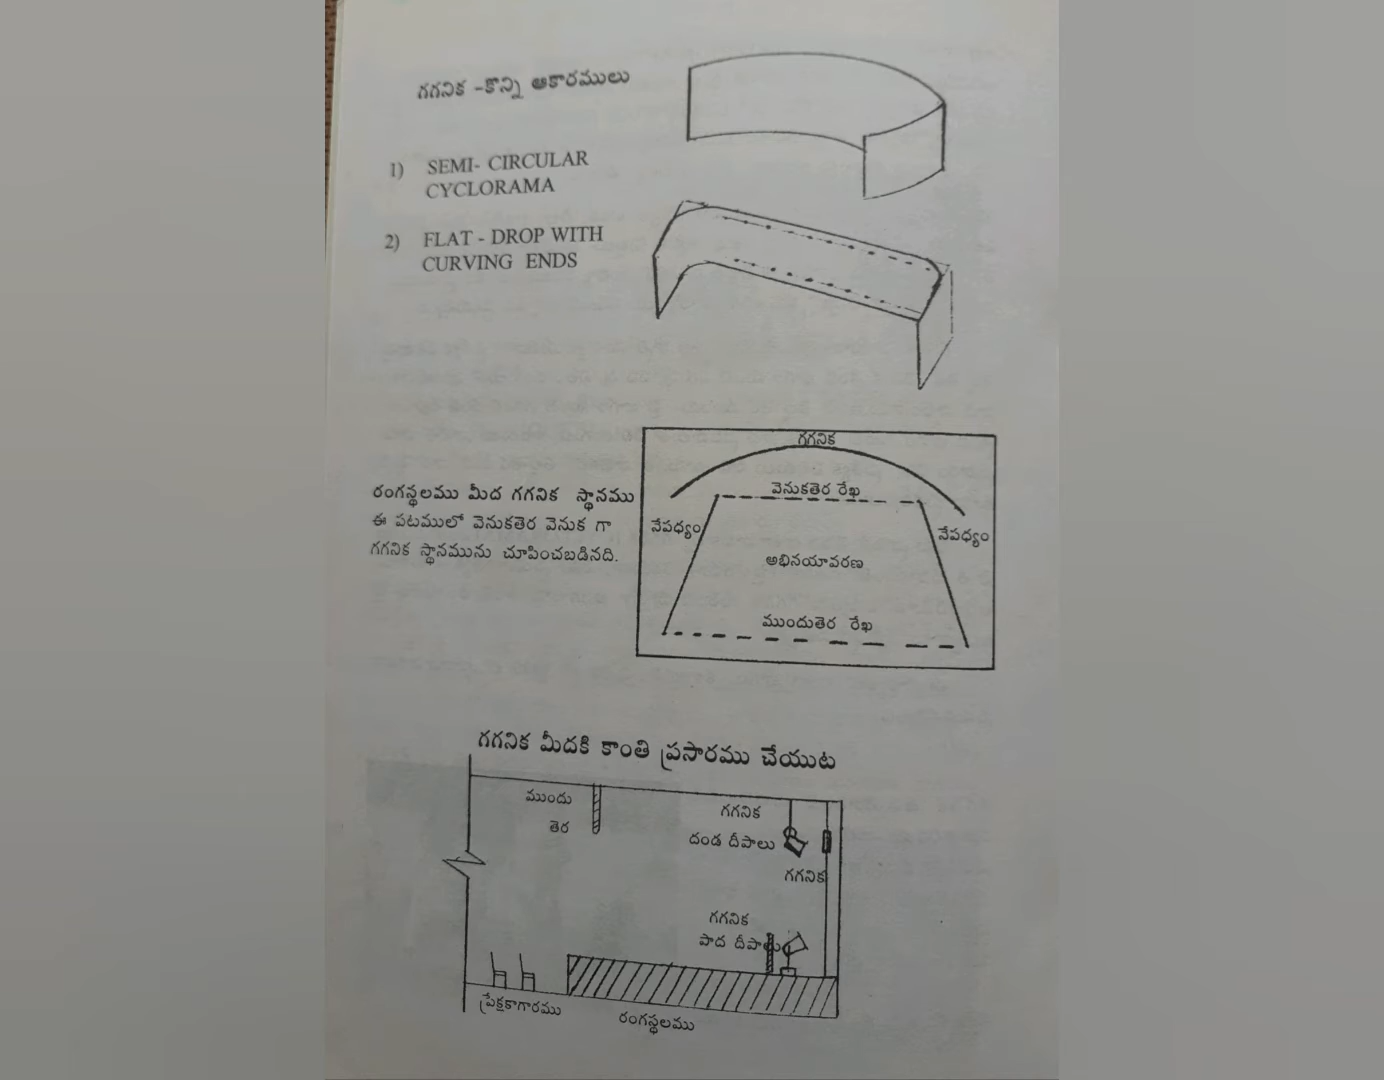 గగనిక -కొన్ని ఆకారములు
1) SEMI- CIRCULAR
CYCLORAMA
2) FLAT - DROP WITH
CURVING ENDS
రంగస్థలము మీద గగనిక స్థానము
ఈ పటములో వెనుకతెర వెనుక గా
గగనిక స్థానమును చూపించబడినది.
గగనిక
వెనుకతెర రేఖ
నేపధ్యం
నేపధ్యం
అభినయావరణ
ముందుతెర రేఖ
గగనిక మీదకి కాంతి ప్రసారము చేయుట
ముందు
తెర
గగనిక
దండ దీపాలు
గగనిక
గగనిక
పాద దీపాలు
ప్రేక్షకాగారము
రంగస్థలము